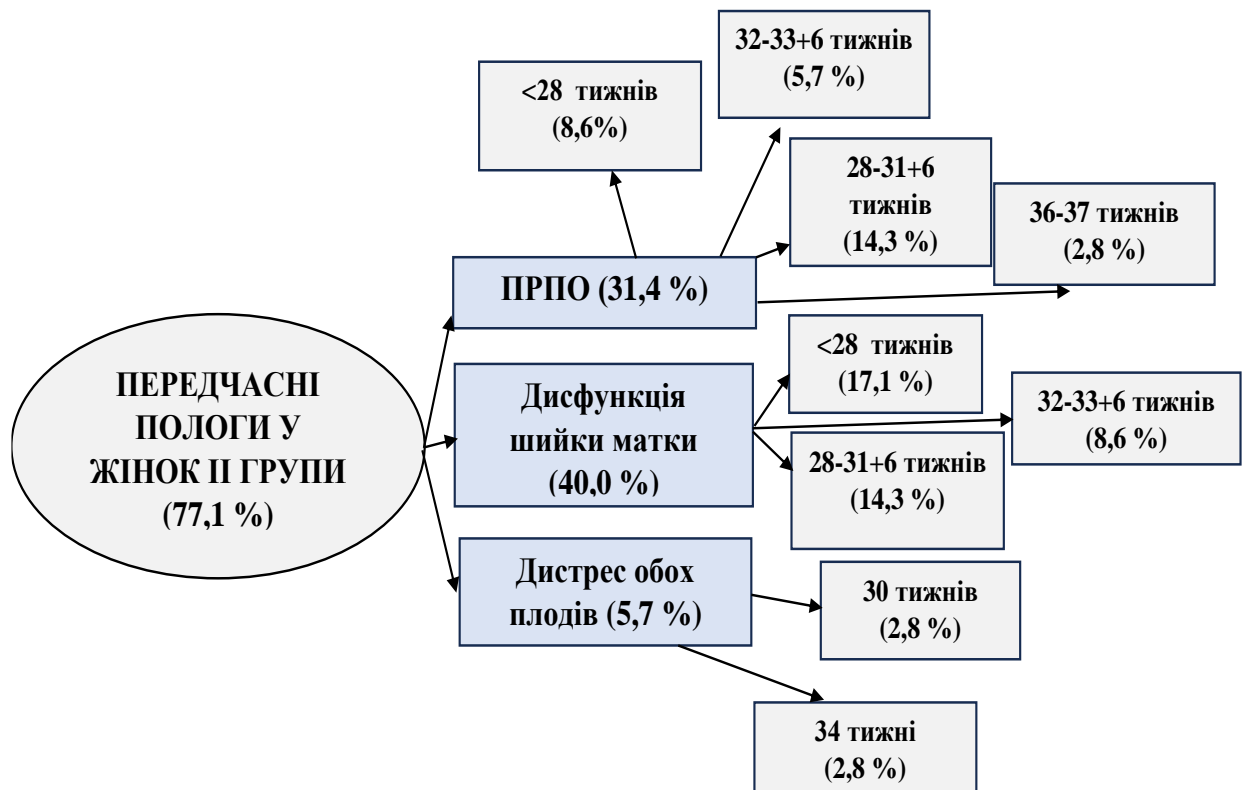 32-33+6 тижнів
(5,7 %)
<28 тижнів
(8,6%)
28-31+6
тижнів
(14,3 %)
36-37 тижнів
(2,8 %)
ПРПО (31,4 %)
<28 тижнів
(17,1 %)
ПЕРЕДЧАСНІ
ПОЛОГИ У
ЖІНОК ІІ ГРУПИ
(77,1 %)
Дисфункція
шийки матки
(40,0 %)
32-33+6 тижнів
(8,6 %)
28-31+6 тижнів
(14,3 %)
Дистрес обох
плодів (5,7 %)
30 тижнів
(2,8 %)
34 тижні
(2,8 %)